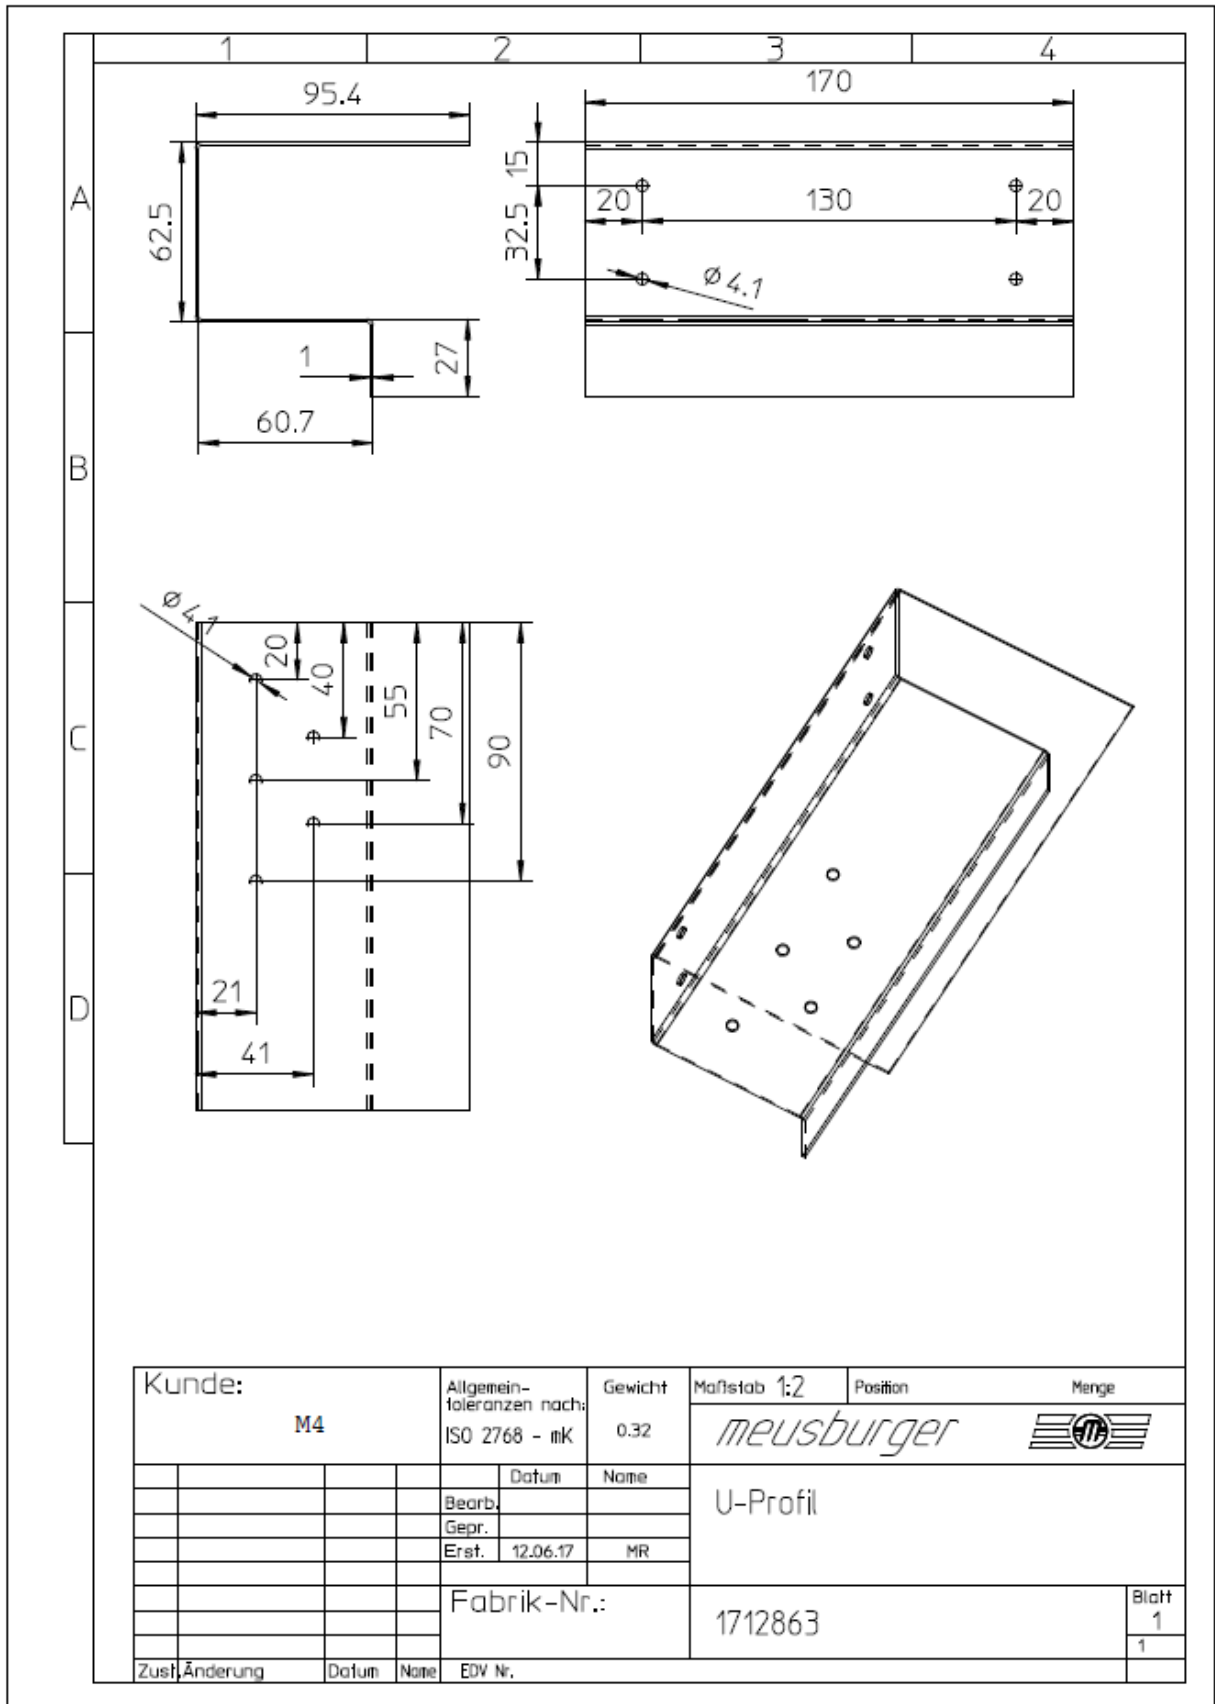 1 2 3 4
A
B
C
D
95.4
62.5
1
27
60.7
170
15
32.5
20 130 20
Ø 4.1
Ø 4.1
20
40
55
70
90
21
41
Kunde:
M4
Allgemein-
toleranzen nach:
ISO 2768 - mK
Gewicht
0.32
Maßstab 1:2
Position
Menge
meusburger
Datum Name
Bearb.
Gepr.
Erst. 12.06.17 MR
U-Profil
Fabrik-Nr.:
1712863
Blatt
1
1
Zust. Änderung Datum Name EDV Nr.